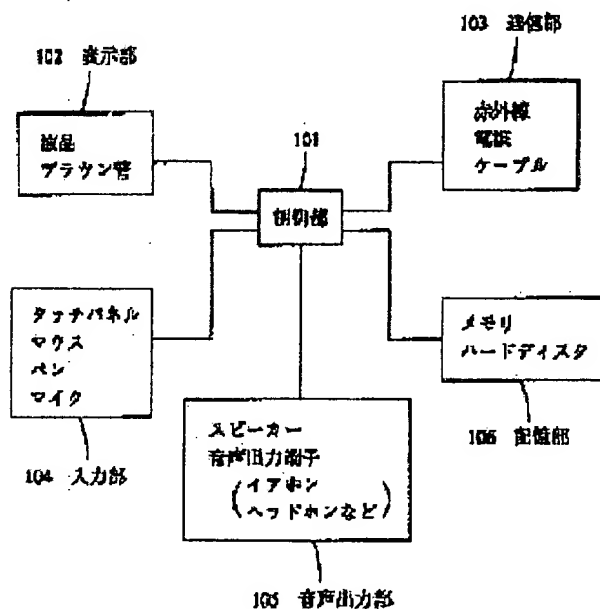 103 通信部
102 表示部
赤外線
電波
ケーブル
液晶
ブラウン管
101
制御部
タッチパネル
マウス
ペン
マイク
メモリ
ハードディスク
スピーカー
音声出力端子
(イアホン
ヘッドホンなど)
104 入力部
106 記憶部
105 音声出力部